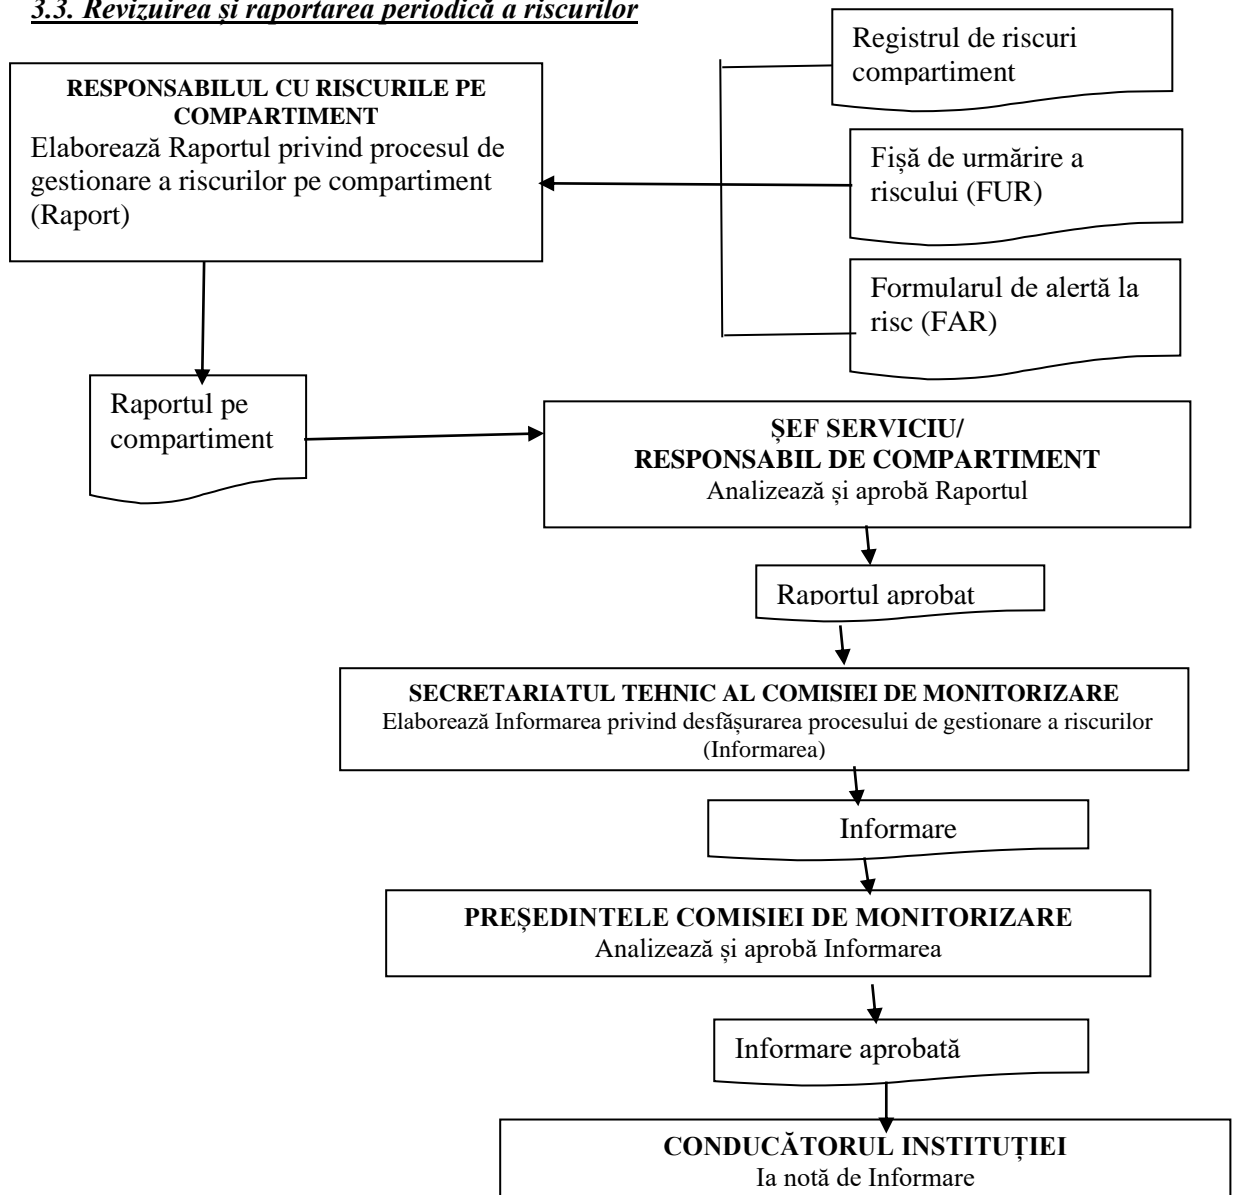 3.3. Revizuirea și raportarea periodică a riscurilor
Registrul de riscuri
compartiment
RESPONSABILUL CU RISCURILE PE
COMPARTIMENT
Elaborează Raportul privind procesul de
gestionare a riscurilor pe compartiment
(Raport)
Fișă de urmărire a
riscului (FUR)
Formularul de alertă la
risc (FAR)
Raportul pe
compartiment
ȘEF SERVICIU/
RESPONSABIL DE COMPARTIMENT
Analizează și aprobă Raportul
Raportul aprobat
SECRETARIATUL TEHNIC AL COMISIEI DE MONITORIZARE
Elaborează Informarea privind desfășurarea procesului de gestionare a riscurilor
(Informarea)
Informare
PREȘEDINTELE COMISIEI DE MONITORIZARE
Analizează și aprobă Informarea
Informare aprobată
CONDUCĂTORUL INSTITUȚIEI
Ia notă de Informare